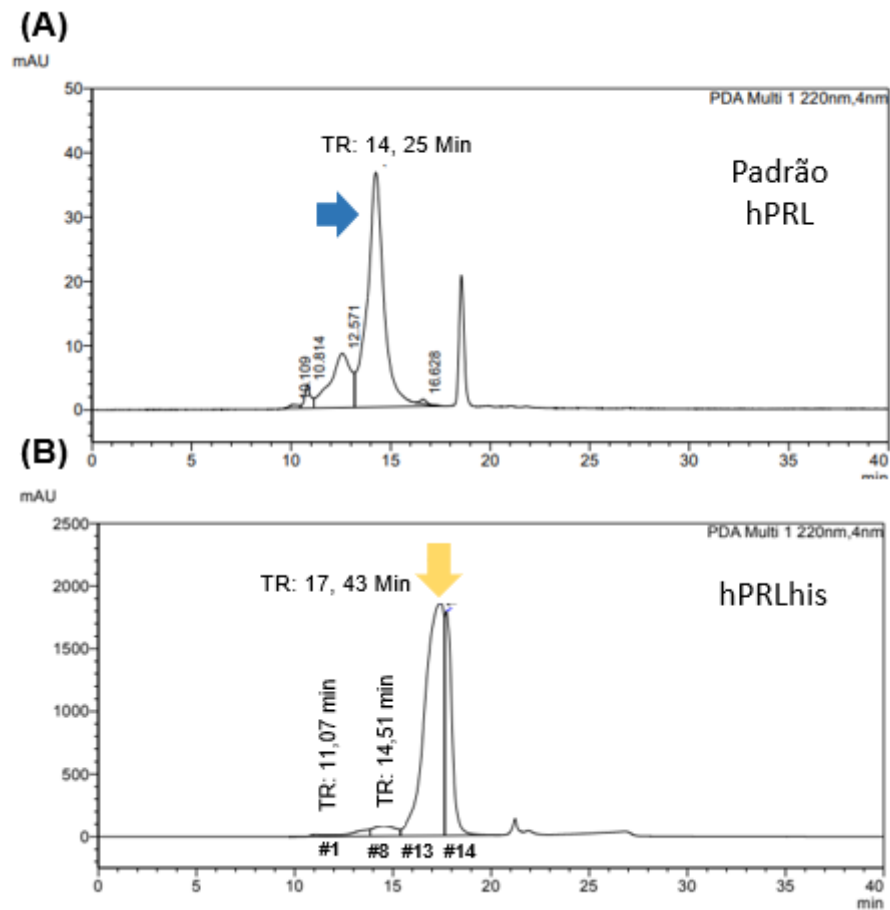 (A)
mAU
50
PDA Multi 1 220nm,4nm
TR: 14, 25 Min
40
Padrão
hPRL
30
20
10
10.109
10.814
12.571
16.628
0
0 5 10 15 20 25 30 35 40
min
(B)
mAU
2500
PDA Multi 1 220nm,4nm
TR: 17, 43 Min
hPRLhis
2000
1500
TR: 11,07 min
TR: 14,51 min
1000
500
0
#1 #8 #13 #14
0 5 10 15 20 25 30 35 40
min